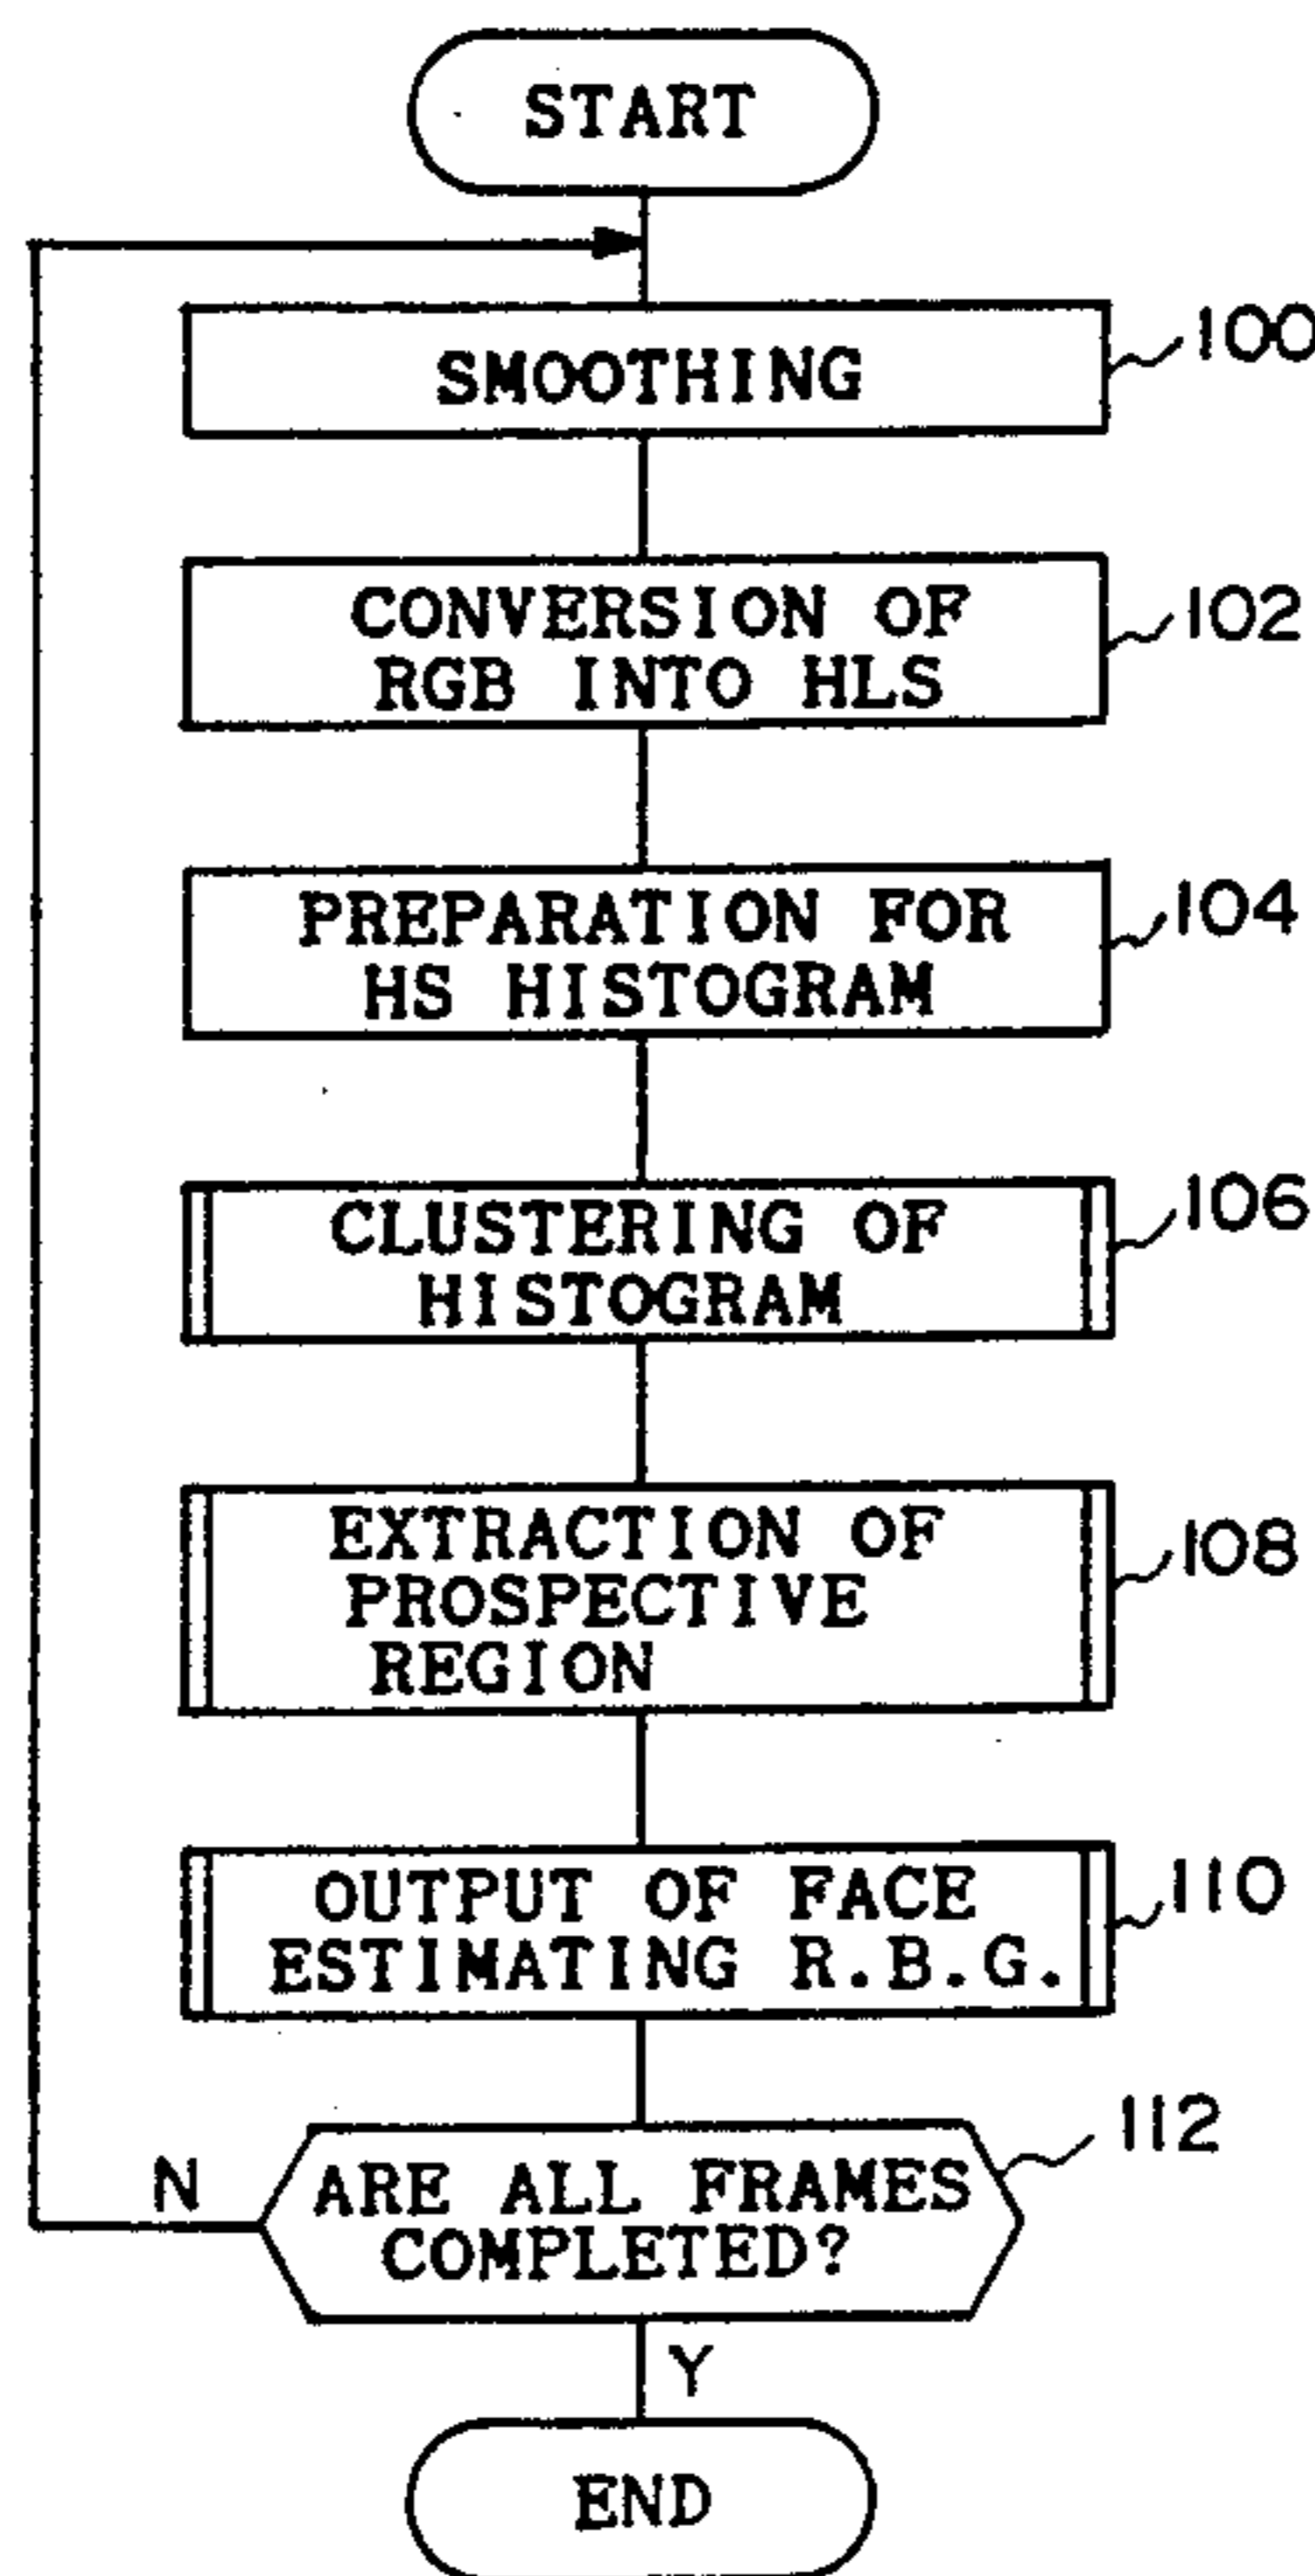 START
SMOOTHING
100
CONVERSION OF
RGB INTO HLS
102
PREPARATION FOR
HS HISTOGRAM
104
CLUSTERING OF
HISTOGRAM
106
EXTRACTION OF
PROSPECTIVE
REGION
108
OUTPUT OF FACE
ESTIMATING R.B.G.
110
ARE ALL FRAMES
COMPLETED?
112
N
Y
END